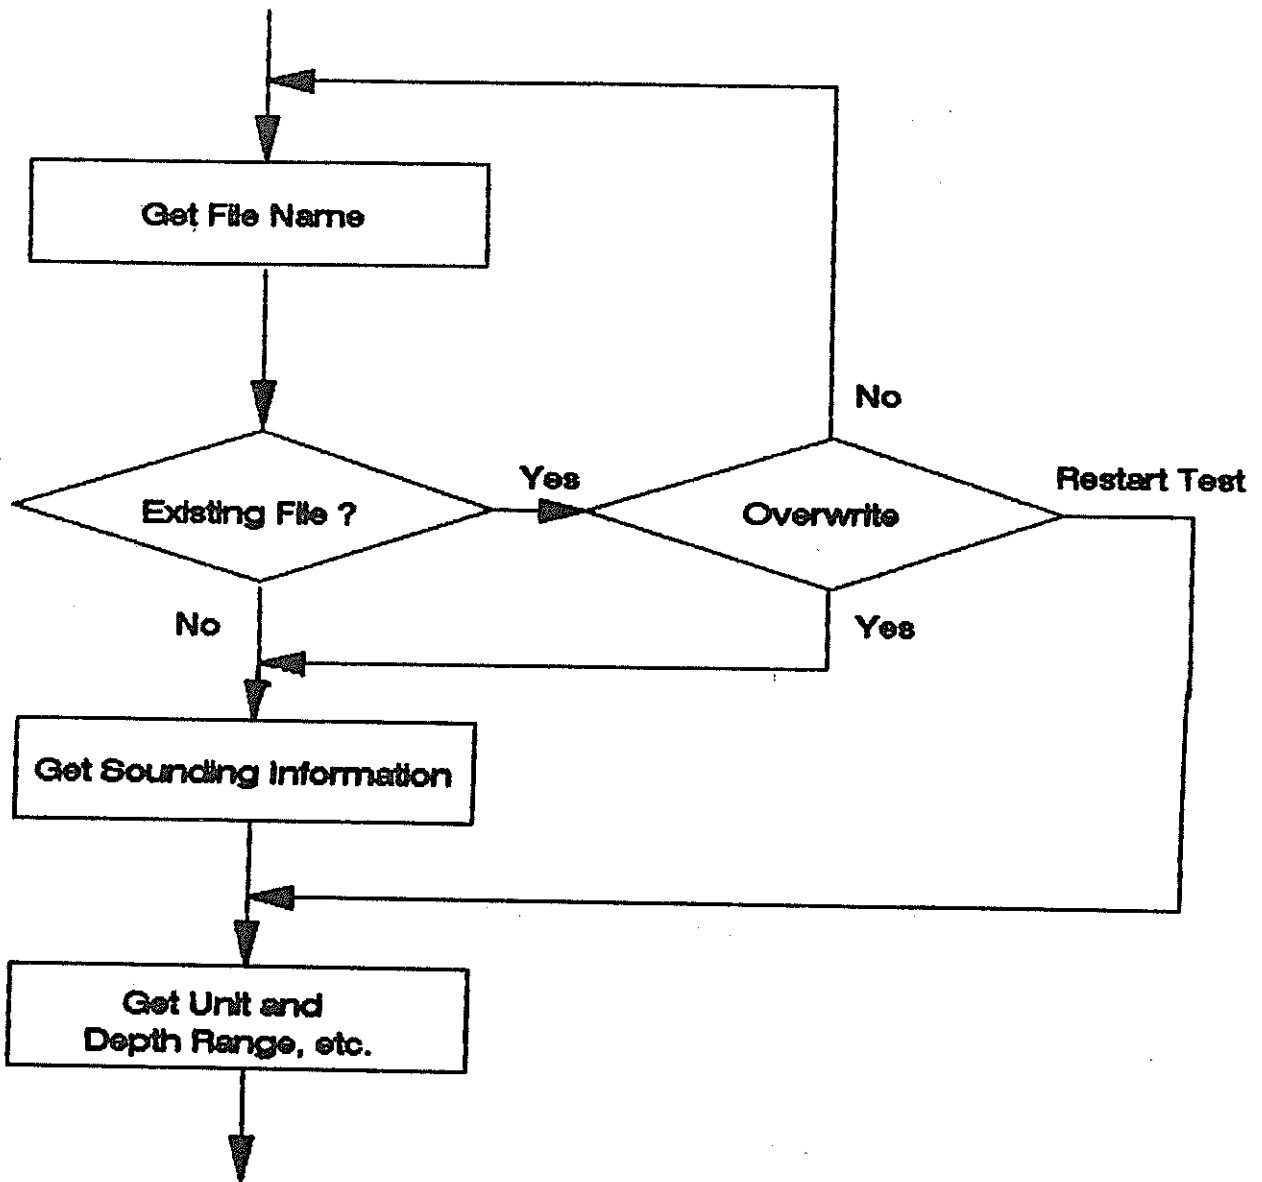 Get File Name
No
Yes
Restart Test
Existing File ?
Overwrite
No
Yes
Get Sounding Information
Get Unit and
Depth Range, etc.